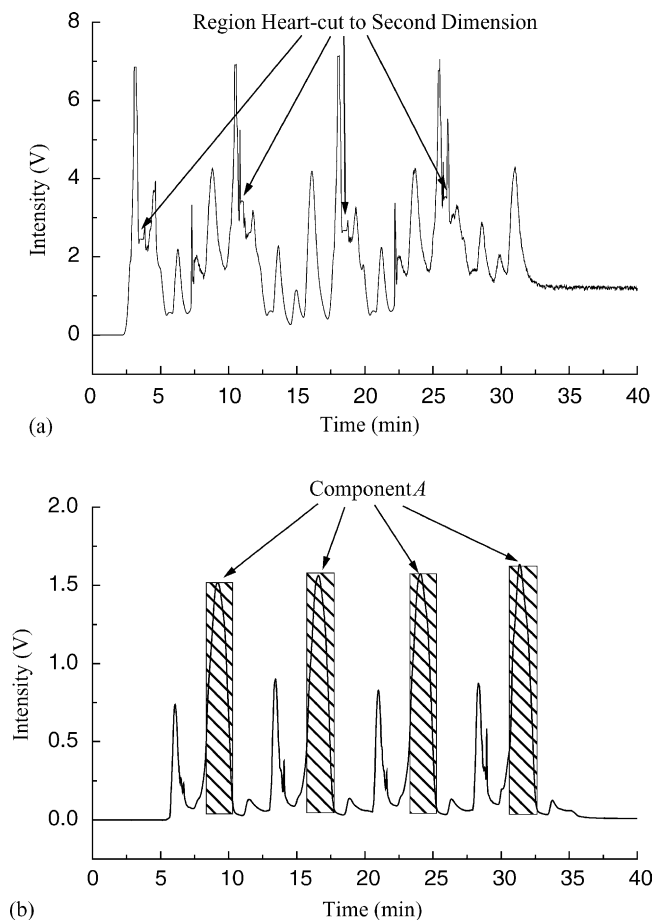 Region Heart-cut to Second Dimension
8
6
4
2
0
Intensity (V)
0 5 10 15 20 25 30 35 40
Time (min)
(a)
Component A
2.0
1.5
1.0
0.5
0.0
Intensity (V)
0 5 10 15 20 25 30 35 40
Time (min)
(b)